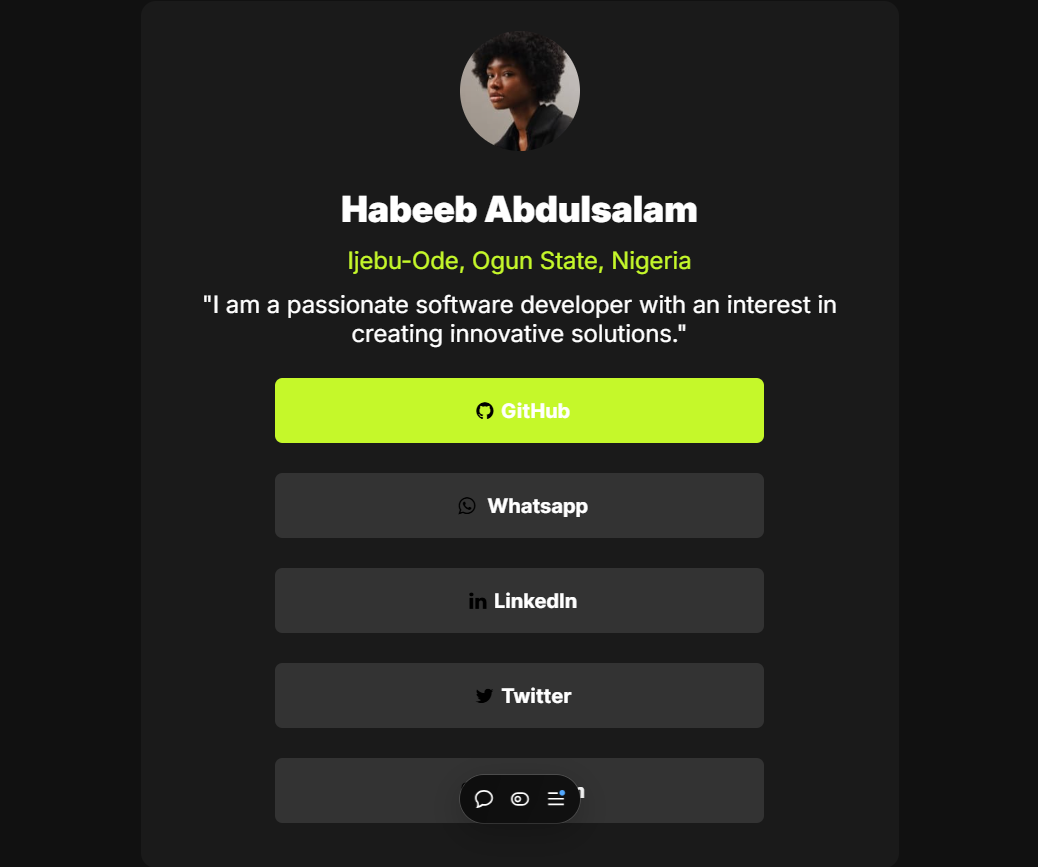 Habeeb Abdulsalam
Ijebu-Ode, Ogun State, Nigeria
"I am a passionate software developer with an interest in
creating innovative solutions."
GitHub
Whatsapp
LinkedIn
Twitter